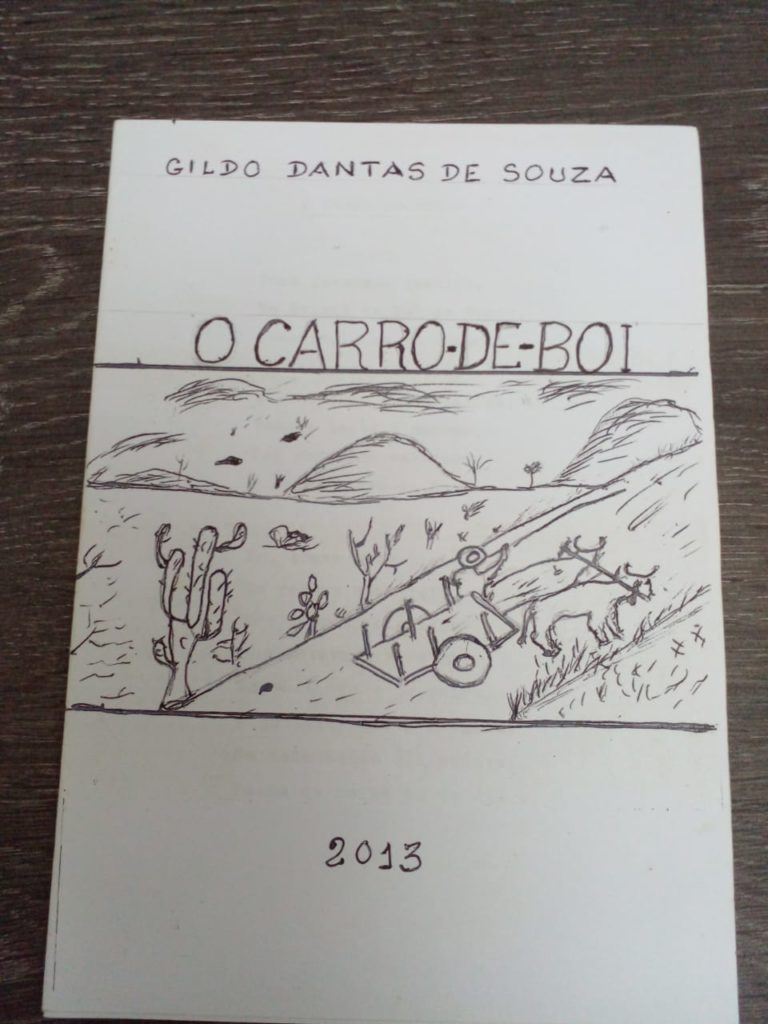 GILDO DANTAS DE SOUZA
O CARRO-DE-BOI
2013